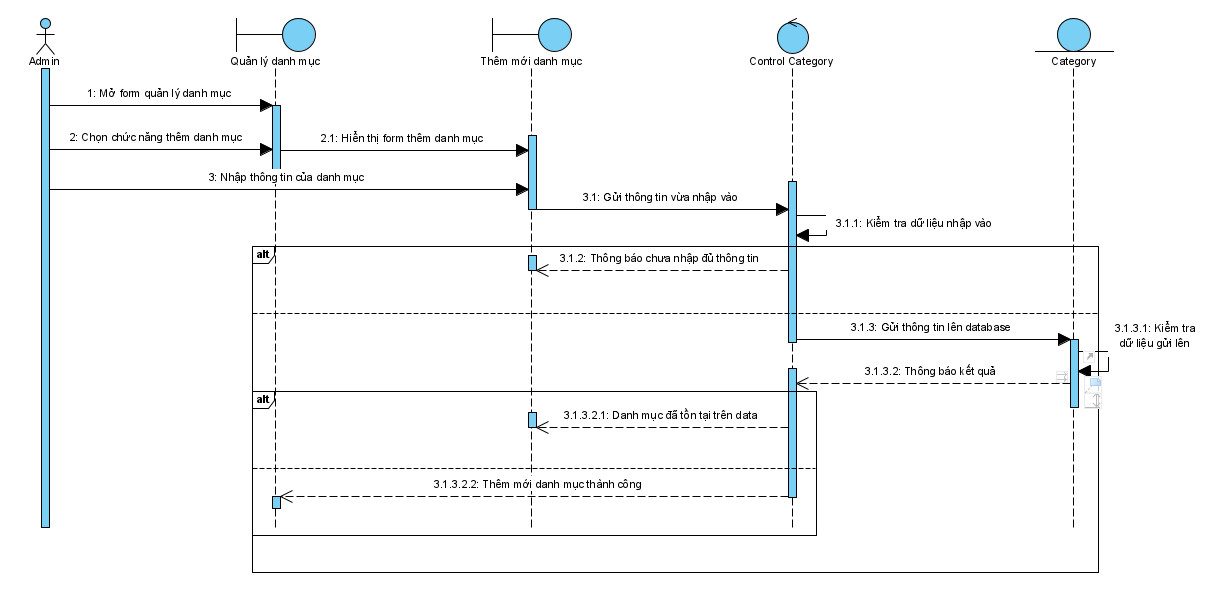 Admin
Quản lý danh mục
Thêm mới danh mục
Control Category
Category
1: Mở form quản lý danh mục
2: Chọn chức năng thêm danh mục
2.1: Hiển thị form thêm danh mục
3: Nhập thông tin của danh mục
3.1: Gửi thông tin vừa nhập vào
3.1.1: Kiểm tra dữ liệu nhập vào
alt
3.1.2: Thông báo chưa nhập đủ thông tin
3.1.3: Gửi thông tin lên database
3.1.3.1: Kiểm tra
dữ liệu gửi lên
3.1.3.2: Thông báo kết quả
alt
3.1.3.2.1: Danh mục đã tồn tại trên data
3.1.3.2.2: Thêm mới danh mục thành công